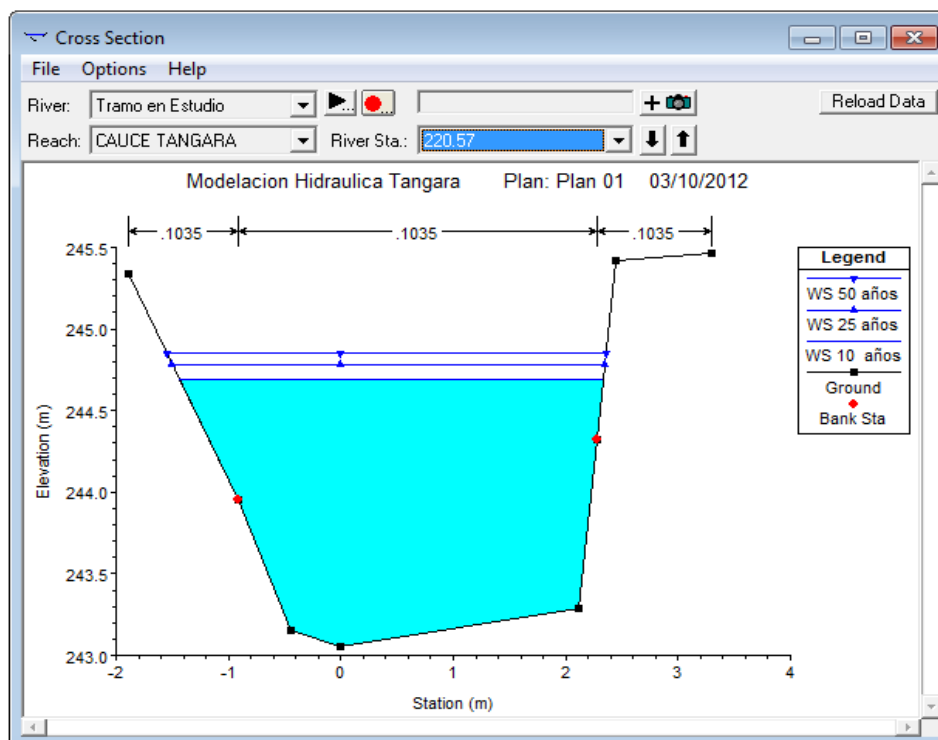 Cross Section
File Options Help
River: Tramo en Estudio Reload Data
Reach: CAUCE TANGARA River Sta.: 220.57
Modelacion Hidraulica Tangara Plan: Plan 01 03/10/2012
.1035 .1035 .1035
245.5
245.0
244.5
244.0
243.5
243.0
Elevation (m)
-2 -1 0 1 2 3 4
Station (m)
Legend
WS 50 años
WS 25 años
WS 10 años
Ground
Bank Sta